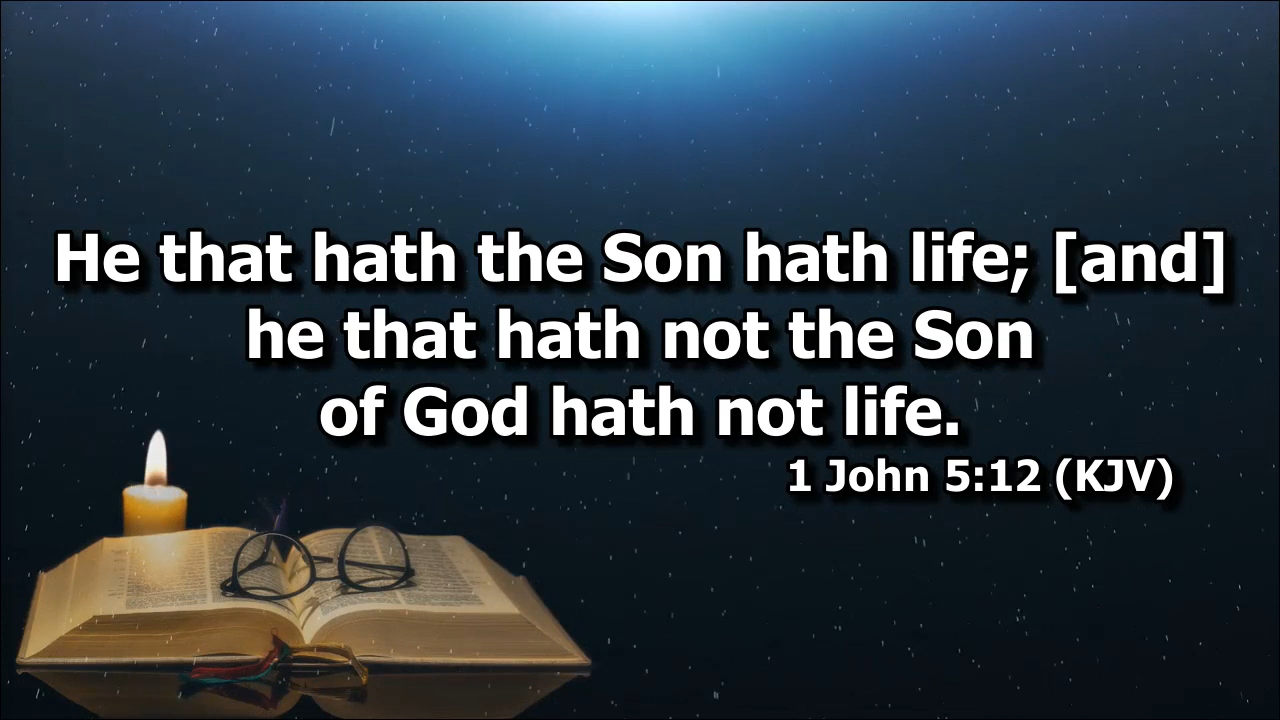 He that hath the Son hath life; [and]
he that hath not the Son
of God hath not life.
1 John 5:12 (KJV)